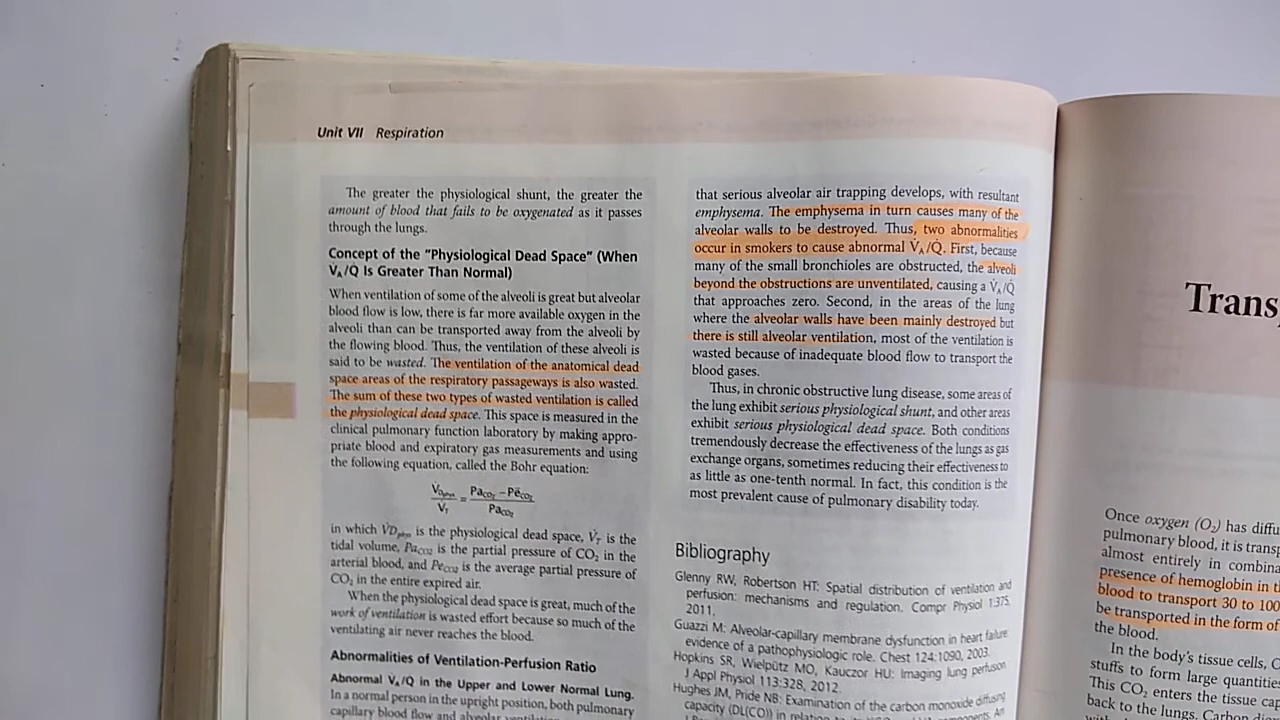 Unit VII Respiration
The greater the physiological shunt, the greater the
amount of blood that fails to be oxygenated as it passes
through the lungs.
Concept of the “Physiological Dead Space” (When
V̇A/Q̇ Is Greater Than Normal)
When ventilation of some of the alveoli is great but alveolar
blood flow is low, there is far more available oxygen in the
alveoli than can be transported away from the alveoli by
the flowing blood. Thus, the ventilation of these alveoli is
said to be wasted. The ventilation of the anatomical dead
space areas of the respiratory passageways is also wasted.
The sum of these two types of wasted ventilation is called
the physiological dead space. This space is measured in the
clinical pulmonary function laboratory by making appro-
priate blood and expiratory gas measurements and using
the following equation, called the Bohr equation:
V̇Dphys / V̇T = (PaCO2 – PēCO2) / PaCO2
in which V̇Dphys is the physiological dead space, V̇T is the
tidal volume, PaCO2 is the partial pressure of CO2 in the
arterial blood, and PeCO2 is the average partial pressure of
CO2 in the entire expired air.
When the physiological dead space is great, much of the
work of ventilation is wasted effort because so much of the
ventilating air never reaches the blood.
Abnormalities of Ventilation-Perfusion Ratio
Abnormal V̇A/Q̇ in the Upper and Lower Normal Lung.
In a normal person in the upright position, both pulmonary
capillary blood flow and alveolar
that serious alveolar air trapping develops, with resultant
emphysema. The emphysema in turn causes many of the
alveolar walls to be destroyed. Thus, two abnormalities
occur in smokers to cause abnormal V̇A/Q̇. First, because
many of the small bronchioles are obstructed, the alveoli
beyond the obstructions are unventilated, causing a V̇A/Q̇
that approaches zero. Second, in the areas of the lung
where the alveolar walls have been mainly destroyed but
there is still alveolar ventilation, most of the ventilation is
wasted because of inadequate blood flow to transport the
blood gases.
Thus, in chronic obstructive lung disease, some areas of
the lung exhibit serious physiological shunt, and other areas
exhibit serious physiological dead space. Both conditions
tremendously decrease the effectiveness of the lungs as gas
exchange organs, sometimes reducing their effectiveness to
as little as one-tenth normal. In fact, this condition is the
most prevalent cause of pulmonary disability today.
Bibliography
Glenny RW, Robertson HT: Spatial distribution of ventilation and
perfusion: mechanisms and regulation. Compr Physiol 1:375,
2011.
Guazzi M: Alveolar-capillary membrane dysfunction in heart failure:
evidence of a pathophysiologic role. Chest 124:1090, 2003.
Hopkins SR, Wielpütz MO, Kauczor HU: Imaging lung perfusion.
J Appl Physiol 113:328, 2012.
Hughes JM, Pride NB: Examination of the carbon monoxide diffusing
capacity (DL(CO)) in relation to
Trans
Once oxygen (O2) has diffu
pulmonary blood, it is transp
almost entirely in combina
presence of hemoglobin in t
blood to transport 30 to 100
be transported in the form of
the blood.
In the body's tissue cells,
stuffs to form large quantities
This CO2 enters the tissue cap
back to the lungs. Carbon di